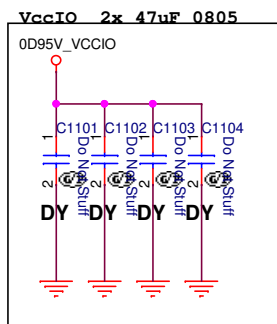 VccIO 2x 47uF 0805
0D95V_VCCIO
1 C1101 1 C1102 1 C1103 1 C1104
Do Not Stuff Do Not Stuff Do Not Stuff Do Not Stuff
2 2 2 2
DY DY DY DY